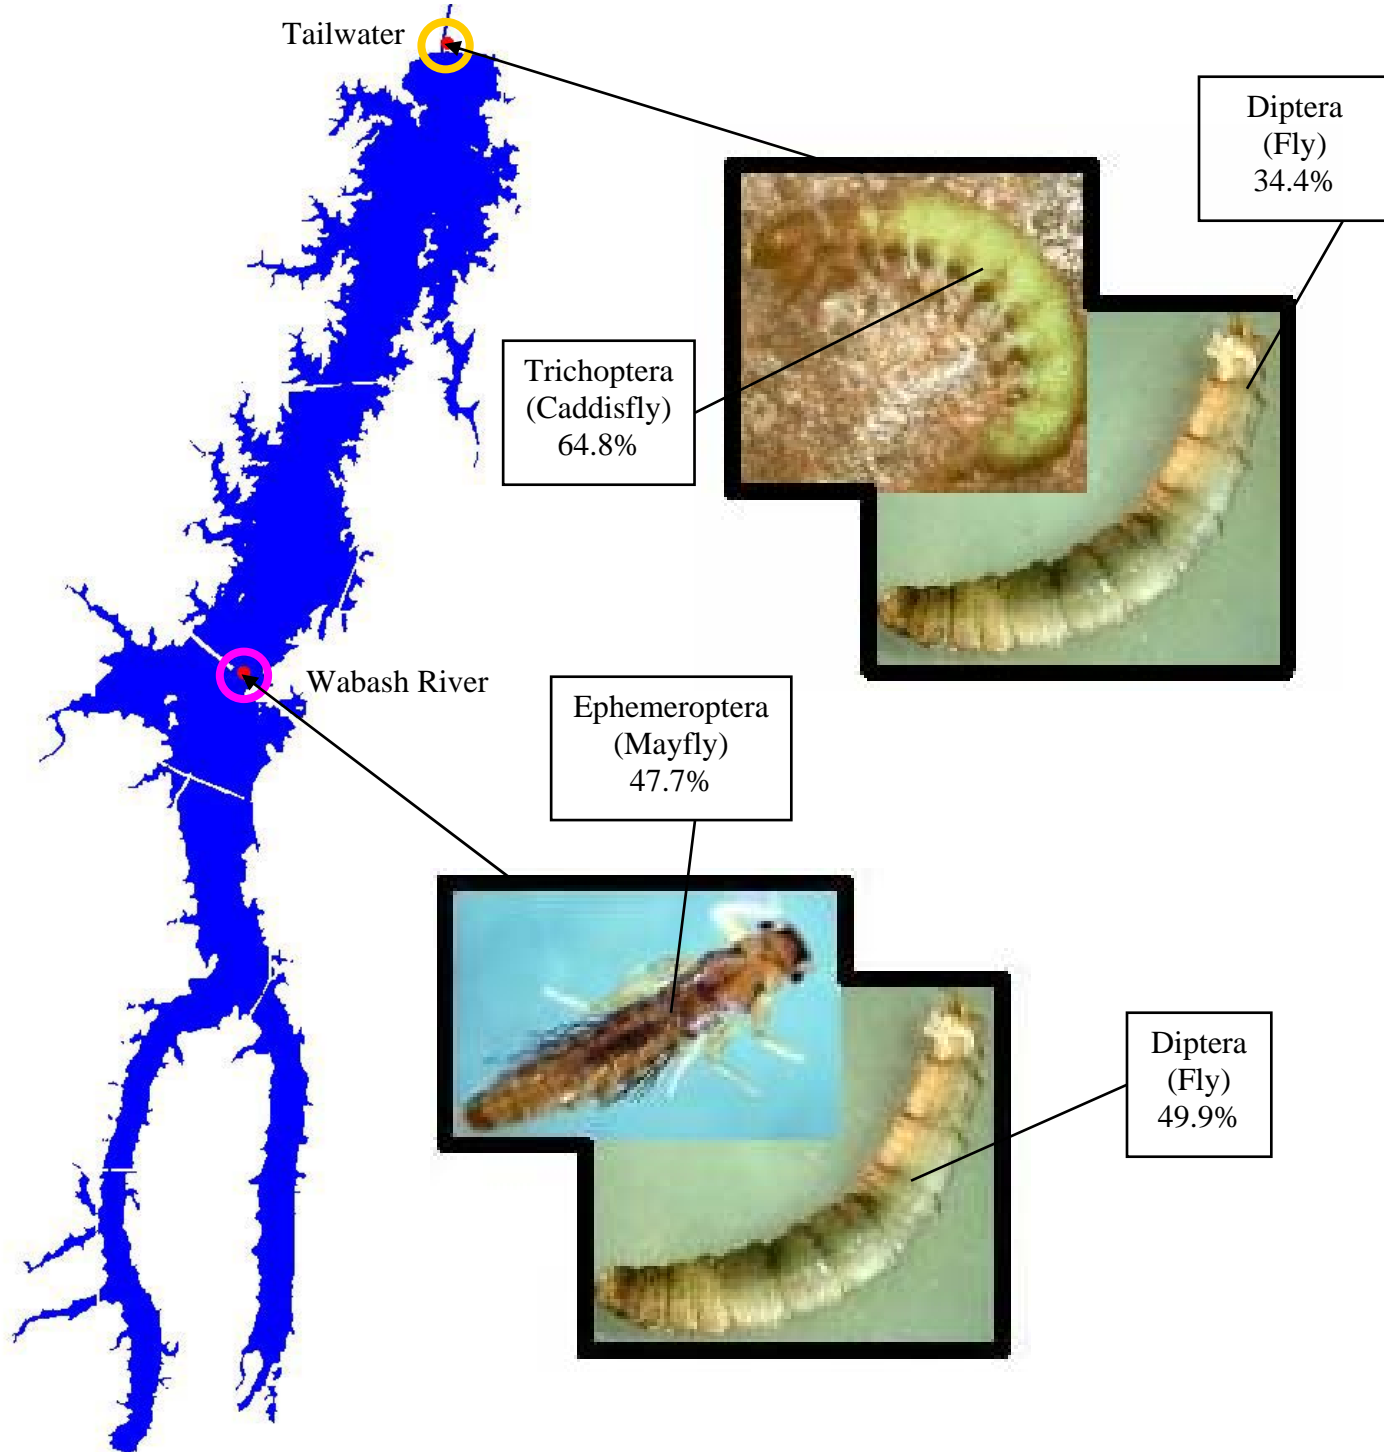 Tailwater
Diptera
(Fly)
34.4%
Trichoptera
(Caddisfly)
64.8%
Wabash River
Ephemeroptera
(Mayfly)
47.7%
Diptera
(Fly)
49.9%